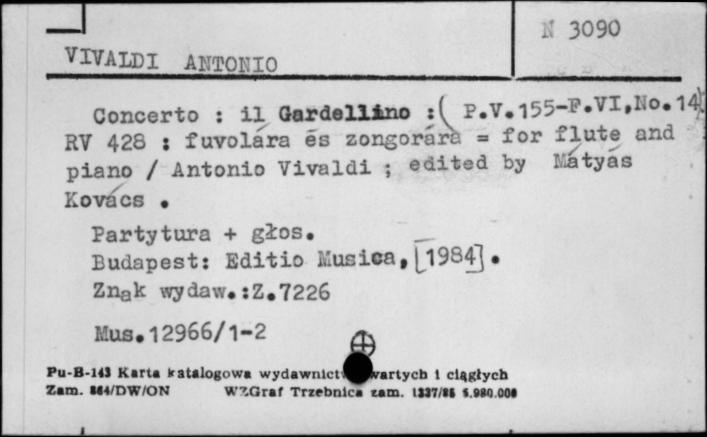 N 3090
VIVALDI ANTONIO
Concerto : il Gardellino :( P.V.155-F.VI,No.14)
RV 428 : fuvolára és zongorára = for flute and
piano / Antonio Vivaldi ; edited by Mátyás
Kovács .
Partytura + głos.
Budapest: Editio Musica, [1984] .
Znak wydaw.:Z.7226
Mus.12966/1-2
Pu-B-143 Karta katalogowa wydawnictw zwartych i ciągłych
Zam. 864/DW/ON WZGraf Trzebnica zam. 1337/86 5.980.000